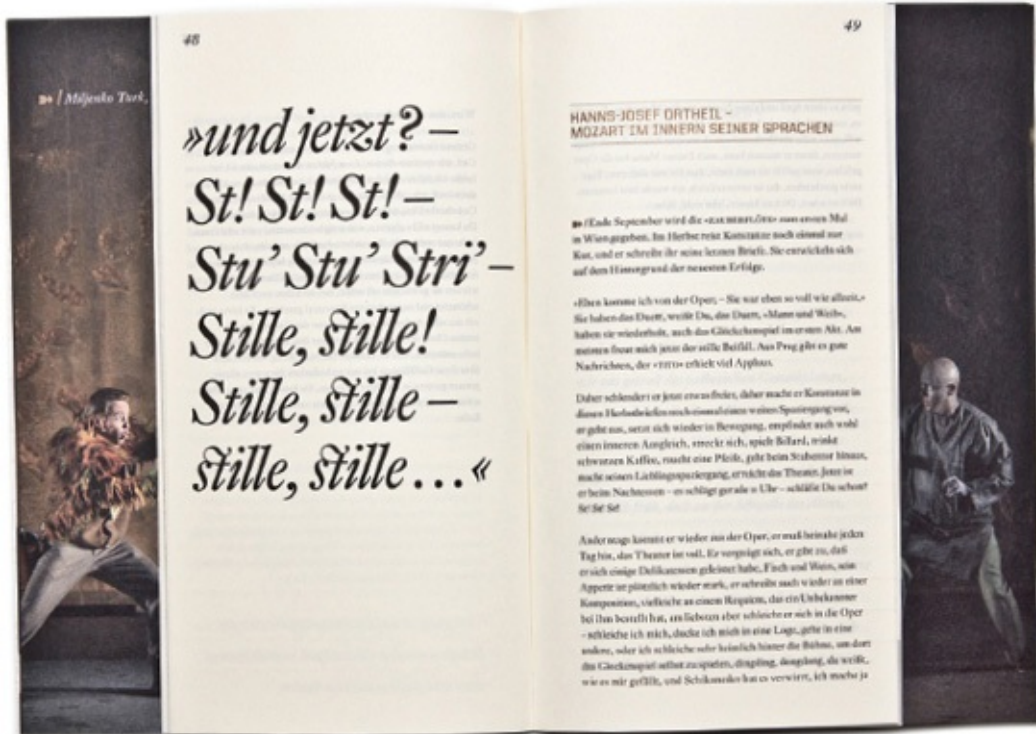 48
/ Miljenko Turk,
»und jetzt? –
St! St! St! –
Stu’ Stu’ Stri’ –
Stille, stille!
Stille, stille –
stille, stille . . . «
49
HANNS-JOSEF ORTHEIL –
MOZART IM INNERN SEINER SPRACHEN
/Ende September wird die «ZAUBERFLÖTE» zum ersten Mal
in Wien gegeben. Im Herbst reist Konstanze noch einmal zur
Kur, und er schreibt ihr seine letzten Briefe. Sie entwickeln sich
auf dem Hintergrund der neuesten Erfolge.
«Eben komme ich von der Oper, – Sie war eben so voll wie allzeit.»
Sie haben das Duett, weißt Du, das Duett, «Mann und Weib»,
haben sie wiederholt, auch das Glöckchenspiel im ersten Akt. Am
meisten freut mich jetzt der stille Beifall. Aus Prag gibt es gute
Nachrichten, der «TITO» erhielt viel Applaus.
Daher schlendert er jetzt etwas freier, daher macht er Konstanze in
diesen Herbstbriefen noch einmal einen weiten Spaziergang vor,
er geht aus, setzt sich wieder in Bewegung, empfindet auch wohl
einen inneren Ausgleich, streckt sich, spielt Billard, trinkt
schwarzen Kaffee, raucht eine Pfeife, geht beim Stubentor hinaus,
macht seinen Lieblingsspaziergang, erreicht das Theater. Jetzt ist
er beim Nachtessen – es schlägt gerade 11 Uhr – schläfst Du schon?
St! St! St!
Anderntags kommt er wieder aus der Oper, er muß beinahe jeden
Tag hin, das Theater ist voll. Er vergnügt sich, er gibt zu, daß
er sich einige Delikatessen geleistet habe, Fisch und Wein, sein
Appetit ist plötzlich wieder stark, er schreibt auch wieder an einer
Komposition, vielleicht an einem Requiem, das ein Unbekannter
bei ihm bestellt hat, am liebsten aber schleicht er sich in die Oper
– schleiche ich mich, ducke ich mich in eine Loge, gehe in eine
andere, oder ich schleiche sehr heimlich hinter die Bühne, um dort
das Glockenspiel selbst zu spielen, dingding, dongdong, du weißt,
wie es mir gefällt, und Schikaneder hat es verwirrt, ich mache ja